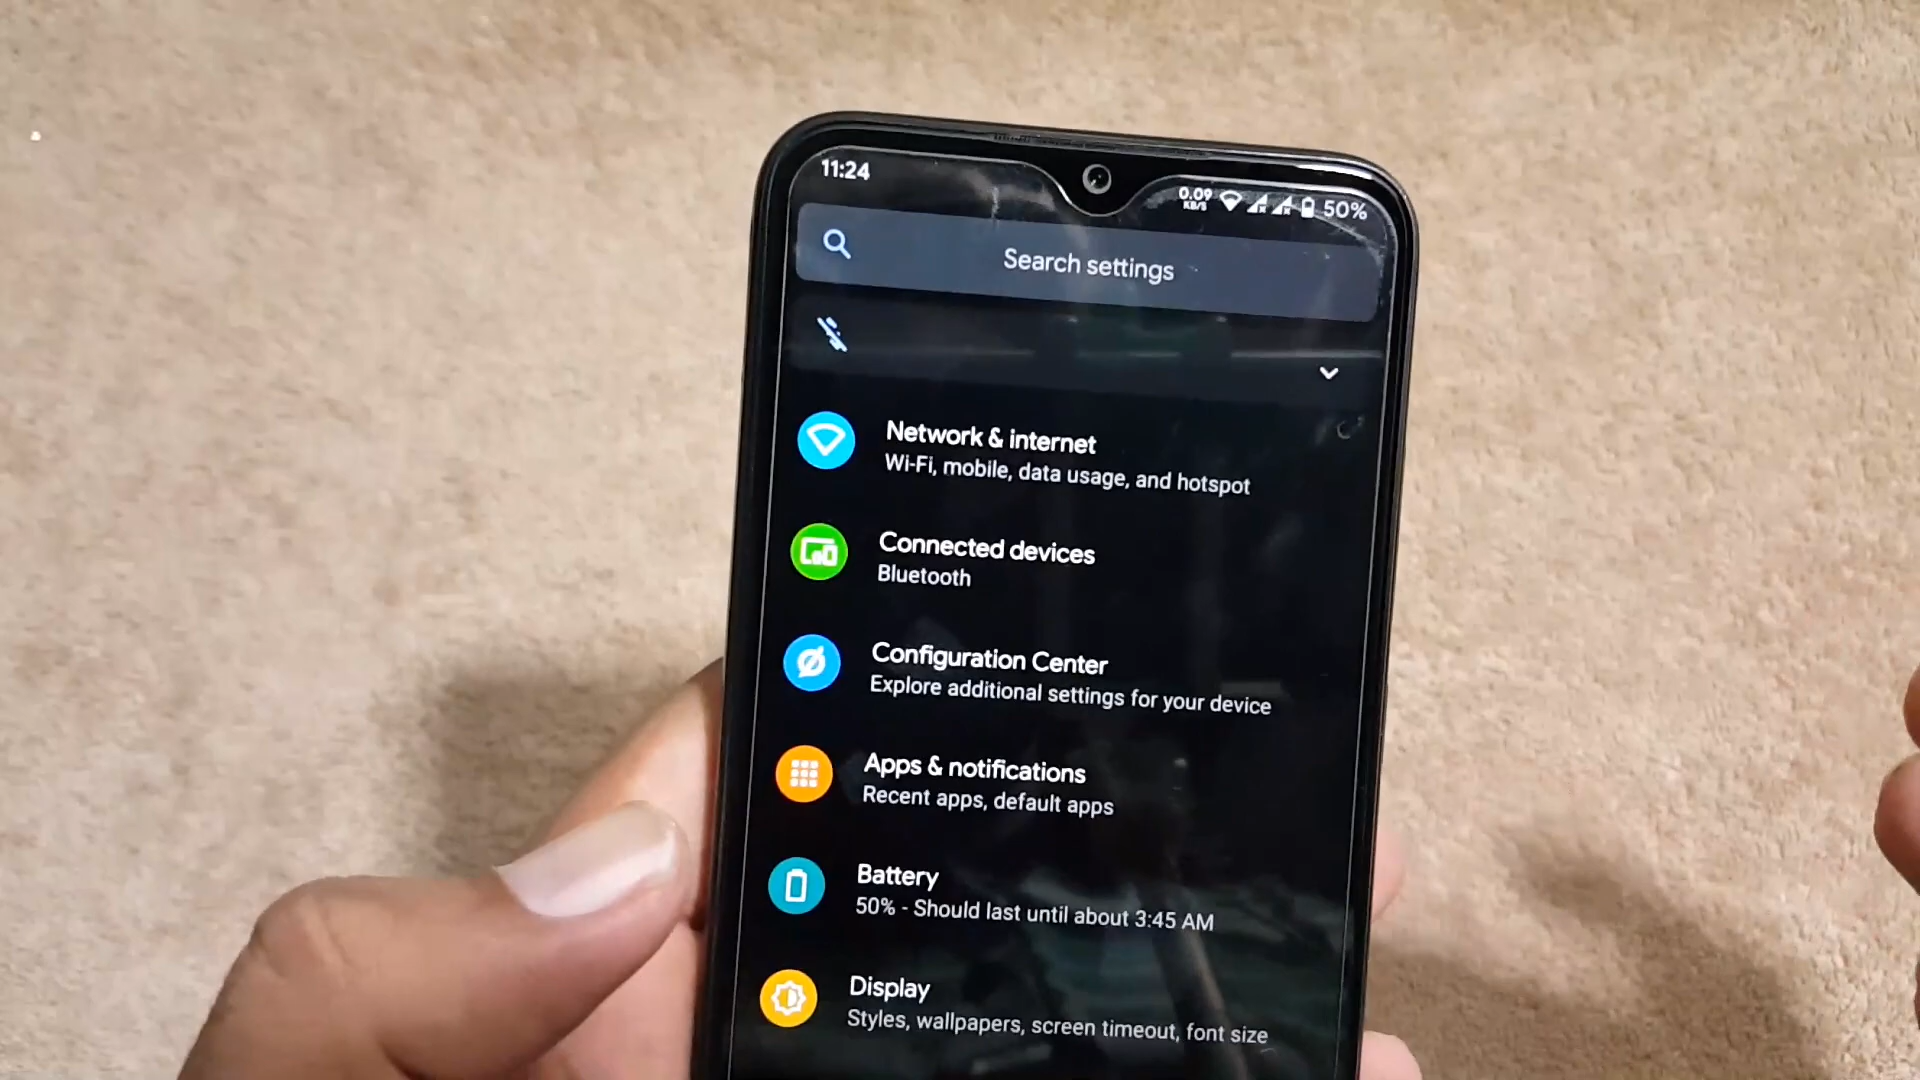 11:24
0.09
KB/S
50%
Search settings
Network & internet
Wi-Fi, mobile, data usage, and hotspot
Connected devices
Bluetooth
Configuration Center
Explore additional settings for your device
Apps & notifications
Recent apps, default apps
Battery
50% - Should last until about 3:45 AM
Display
Styles, wallpapers, screen timeout, font size